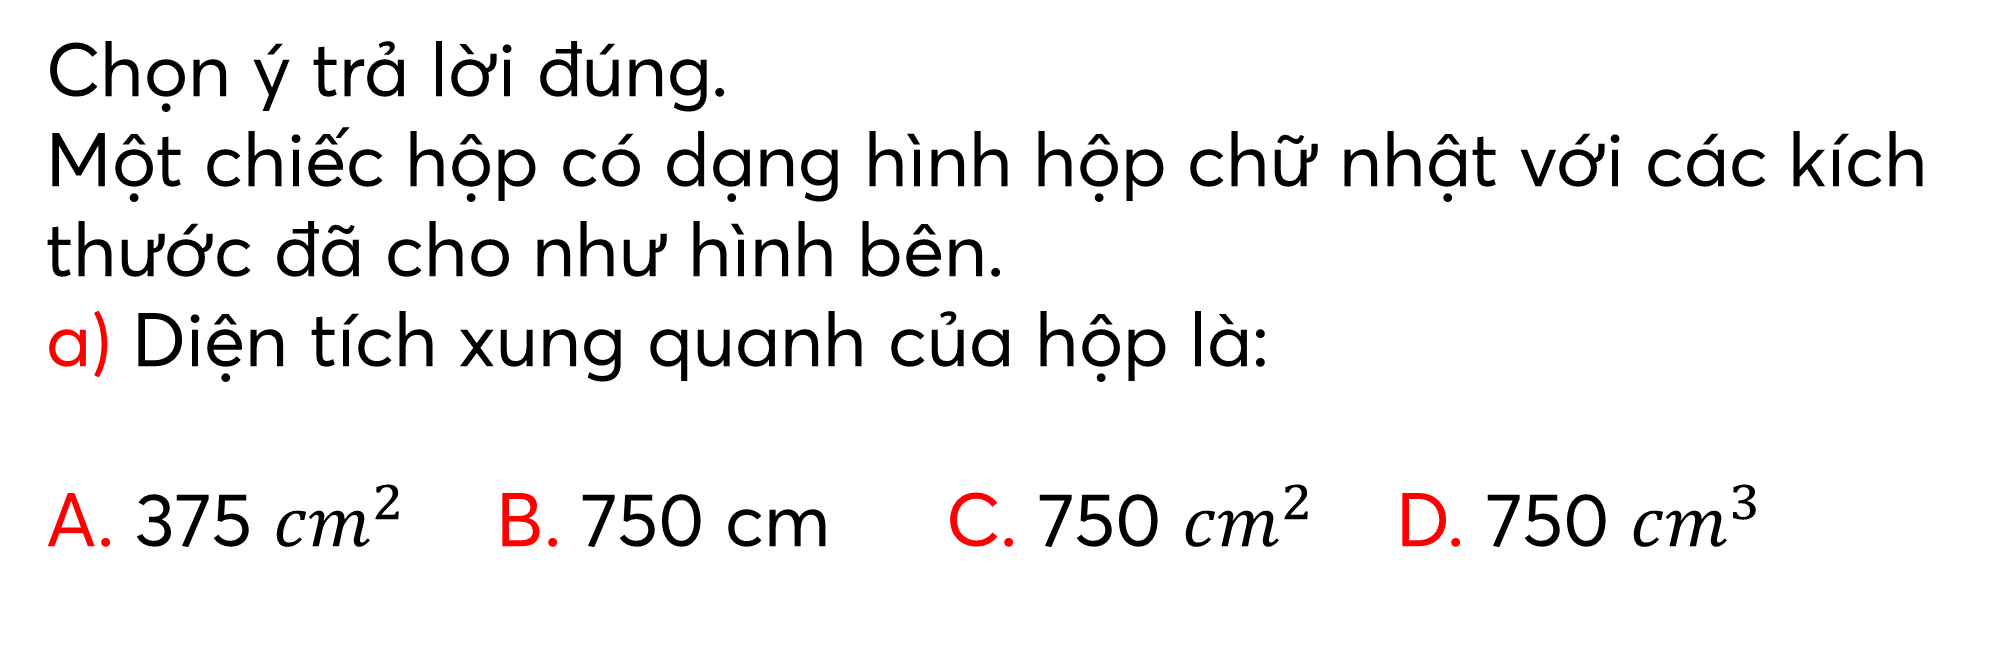 Chọn ý trả lời đúng.
Một chiếc hộp có dạng hình hộp chữ nhật với các kích
thước đã cho như hình bên.
a) Diện tích xung quanh của hộp là:
A. 375 cm² B. 750 cm C. 750 cm² D. 750 cm³